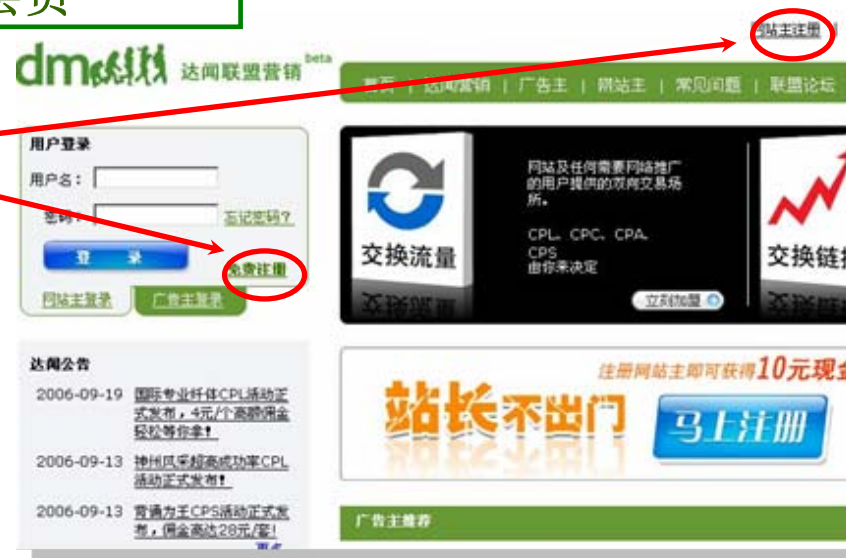 网站主注册 |
dm 达闻联盟营销 beta
首页 | 达闻营销 | 广告主 | 网站主 | 常见问题 | 联盟论坛
用户登录
用户名：
密码： 忘记密码?
登 录
免费注册
网站主登录 广告主登录
交换流量
网站及任何需要网络推广
的用户提供的双向交易场
所。
CPL、CPC、CPA、
CPS
由你来决定
立刻加盟
交换链
达闻公告
2006-09-19 国际专业纤体CPL活动正
式发布，4元/个高额佣金
轻松等你拿!
2006-09-13 神州风采超高成功率CPL
活动正式发布!
2006-09-13 肯通为王CPS活动正式发
布，佣金高达28元/套!
更多
注册网站主即可获得10元现金
站长不出门
马上注册
广告主推荐